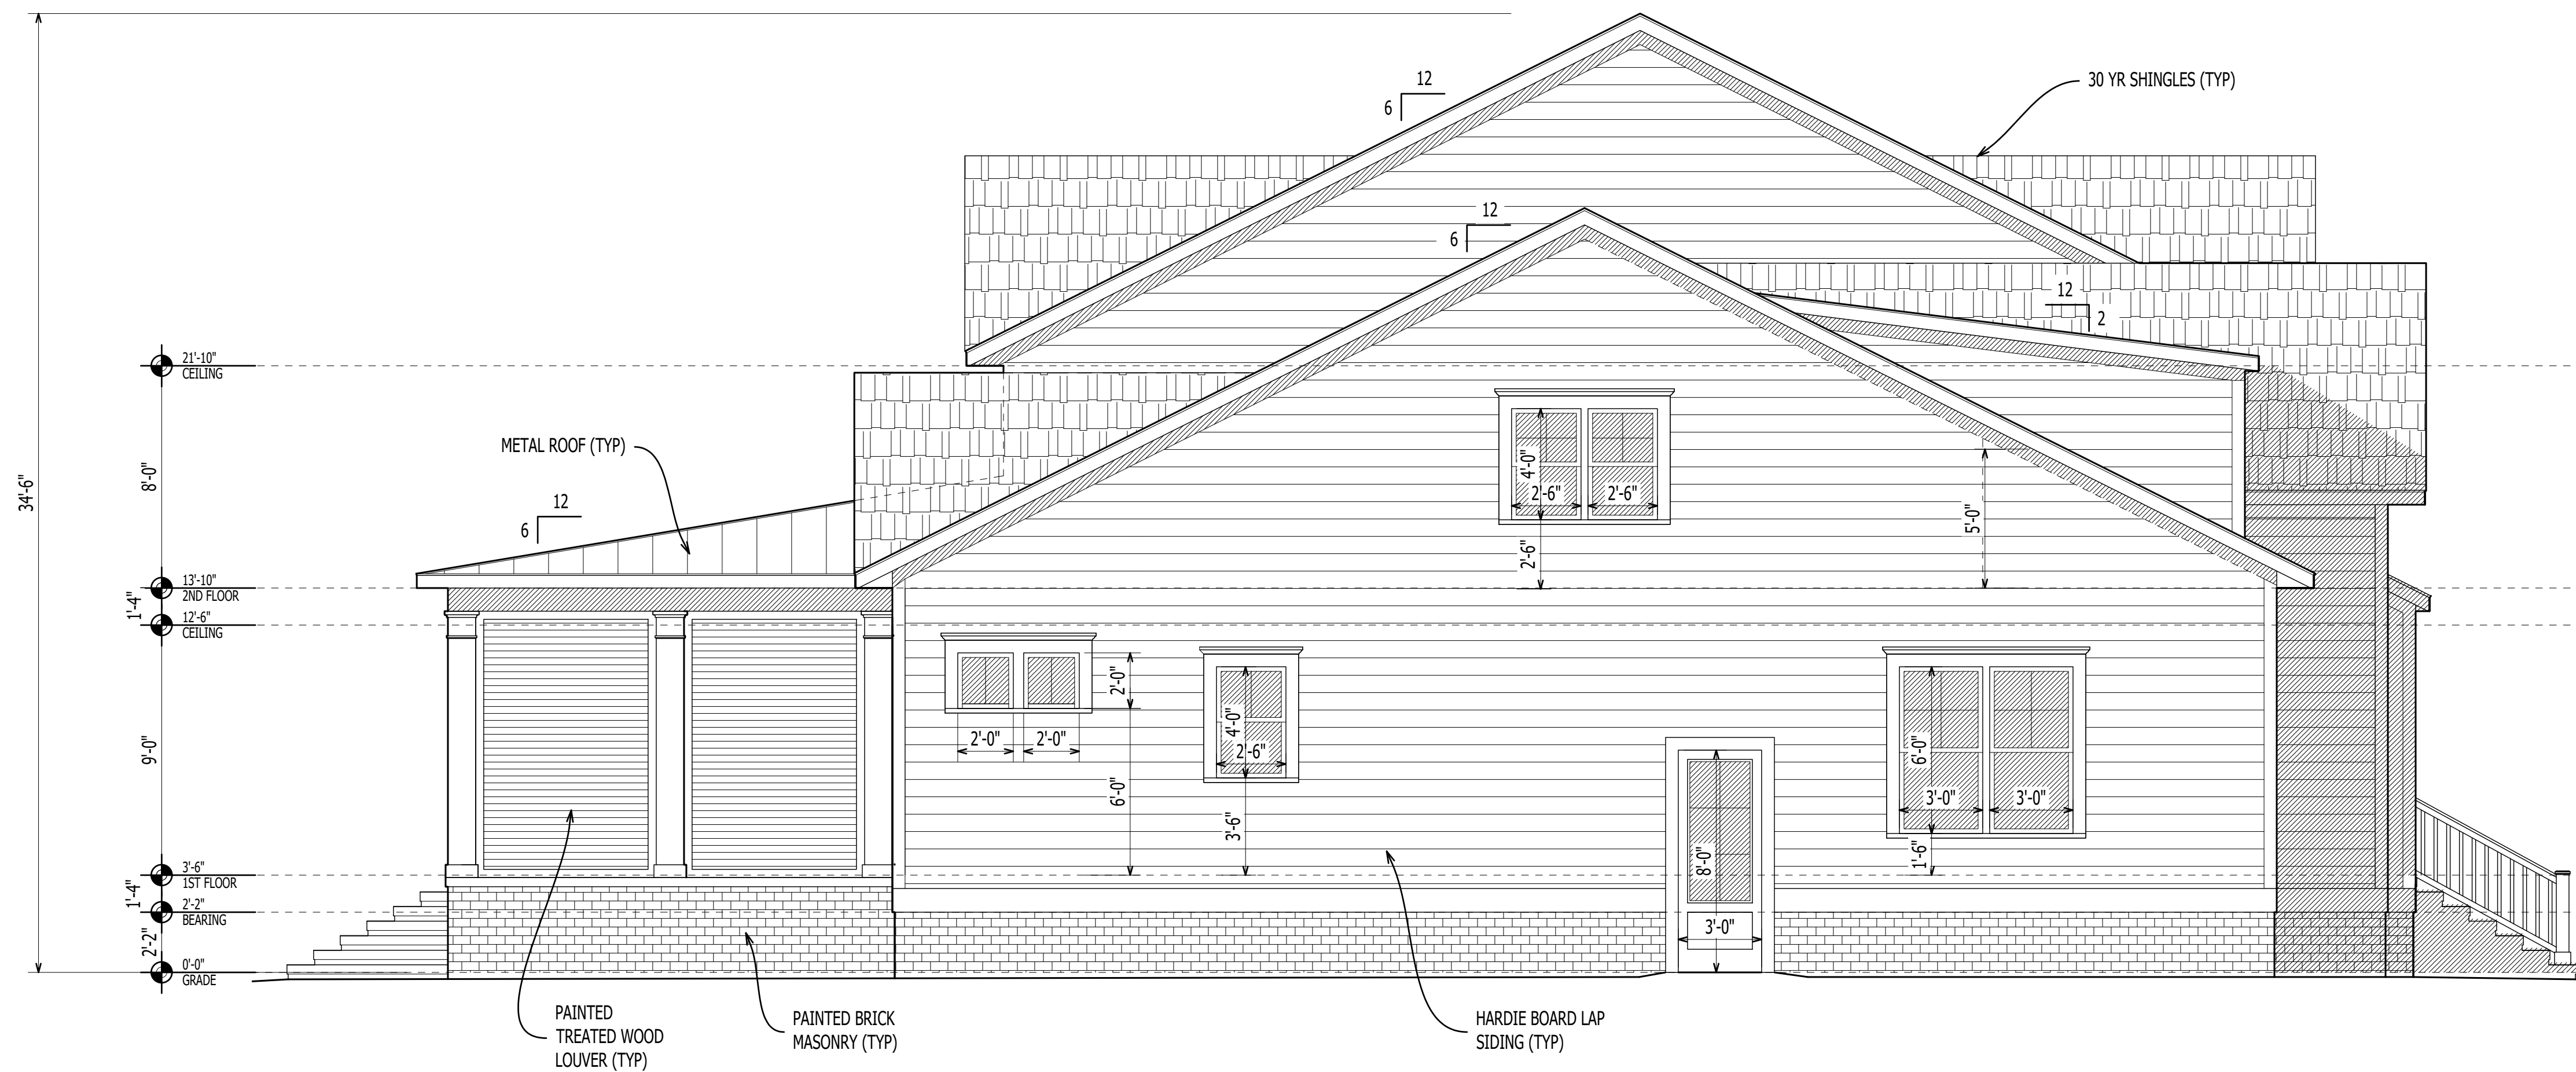 12
6
30 YR SHINGLES (TYP)
12
6
12
2
21'-10"
CEILING
METAL ROOF (TYP)
4'-0"
8'-0"
34'-6"
2'-6"
2'-6"
12
6
5'-0"
2'-6"
13'-10"
2ND FLOOR
1'-4"
12'-6"
CEILING
2'-0"
4'-0"
2'-0"
2'-0"
2'-6"
6'-0"
9'-0"
6'-0"
3'-0"
3'-0"
3'-6"
1'-6"
8'-0"
3'-6"
1ST FLOOR
1'-4"
2'-2"
BEARING
3'-0"
2'-2"
0'-0"
GRADE
PAINTED
TREATED WOOD
LOUVER (TYP)
PAINTED BRICK
MASONRY (TYP)
HARDIE BOARD LAP
SIDING (TYP)